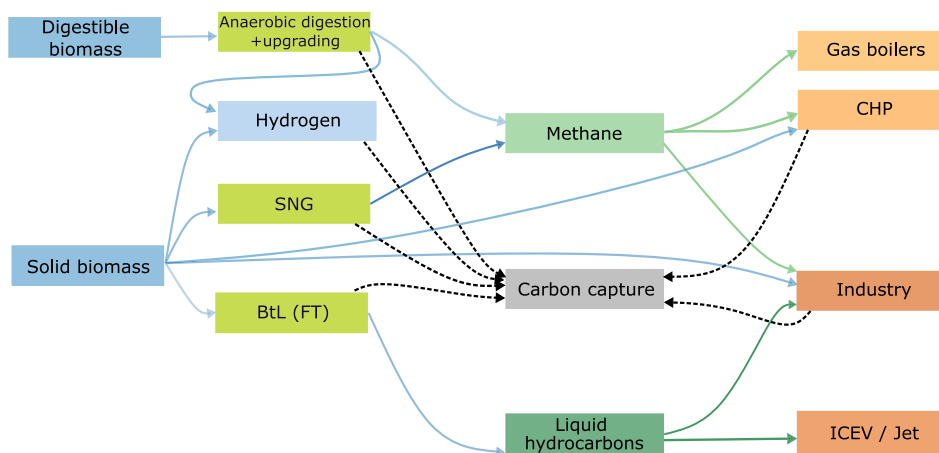 Digestible
biomass
Anaerobic digestion
+upgrading
Gas boilers
Hydrogen
CHP
Methane
SNG
Solid biomass
Carbon capture
Industry
BtL (FT)
Liquid
hydrocarbons
ICEV / Jet